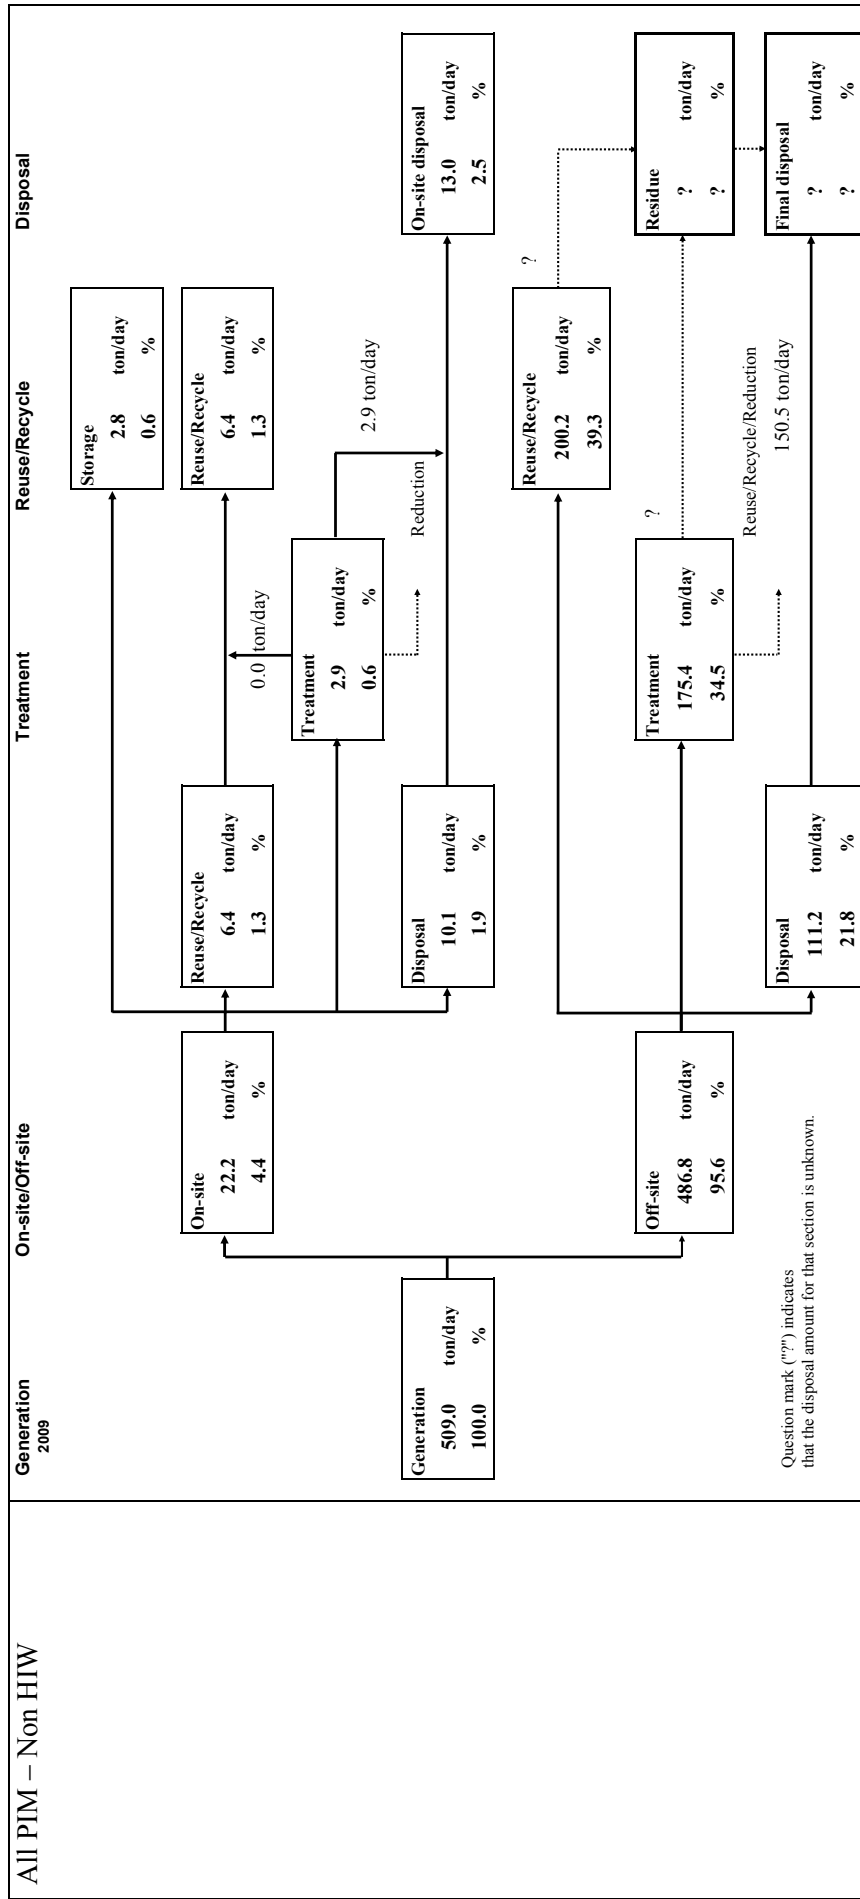 All PIM – Non HIW
Generation On-site/Off-site Treatment Reuse/Recycle Disposal
2009
Storage
2.8 ton/day
0.6 %
On-site
22.2 ton/day
4.4 %
Reuse/Recycle
6.4 ton/day
1.3 %
Reuse/Recycle
6.4 ton/day
1.3 %
0.0 ton/day
Treatment
2.9 ton/day
0.6 %
2.9 ton/day
Reduction
Generation
509.0 ton/day
100.0 %
Disposal
10.1 ton/day
1.9 %
On-site disposal
13.0 ton/day
2.5 %
Reuse/Recycle
200.2 ton/day
39.3 %
?
Off-site
486.8 ton/day
95.6 %
Treatment
175.4 ton/day
34.5 %
?
Residue
? ton/day
? %
Reuse/Recycle/Reduction
150.5 ton/day
Disposal
111.2 ton/day
21.8 %
Final disposal
? ton/day
? %
Question mark ("?") indicates
that the disposal amount for that section is unknown.